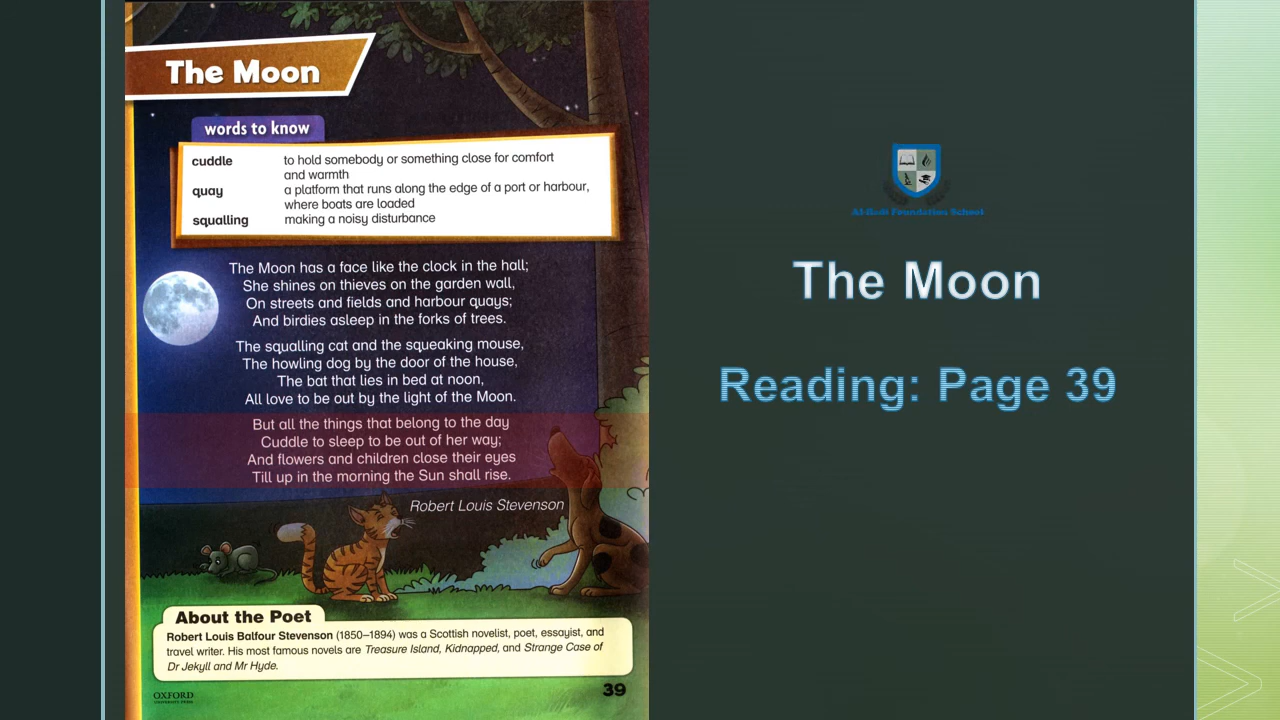 The Moon
words to know
cuddle to hold somebody or something close for comfort
and warmth
quay a platform that runs along the edge of a port or harbour,
where boats are loaded
squalling making a noisy disturbance
The Moon has a face like the clock in the hall;
She shines on thieves on the garden wall,
On streets and fields and harbour quays;
And birdies asleep in the forks of trees.
The squalling cat and the squeaking mouse,
The howling dog by the door of the house,
The bat that lies in bed at noon,
All love to be out by the light of the Moon.
But all the things that belong to the day
Cuddle to sleep to be out of her way;
And flowers and children close their eyes
Till up in the morning the Sun shall rise.
Robert Louis Stevenson
About the Poet
Robert Louis Balfour Stevenson (1850–1894) was a Scottish novelist, poet, essayist, and
travel writer. His most famous novels are Treasure Island, Kidnapped, and Strange Case of
Dr Jekyll and Mr Hyde.
OXFORD
UNIVERSITY PRESS
39
Foundation School
The Moon
Reading: Page 39